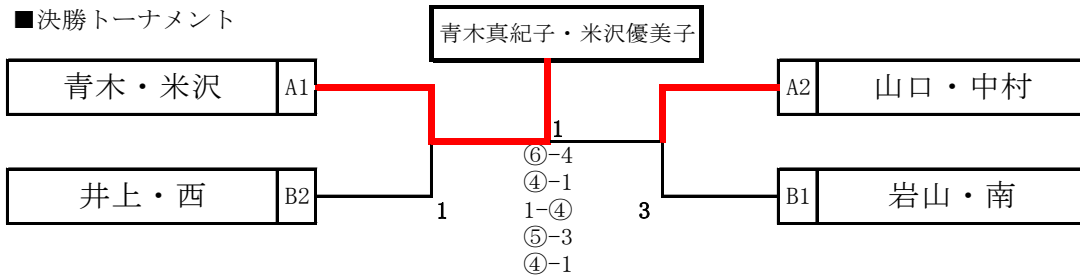 ■決勝トーナメント
青木真紀子・米沢優美子
青木・米沢 A1
A2 山口・中村
1
⑥-4
④-1
井上・西 B2
B1 岩山・南
1
1-④
3
⑤-3
④-1